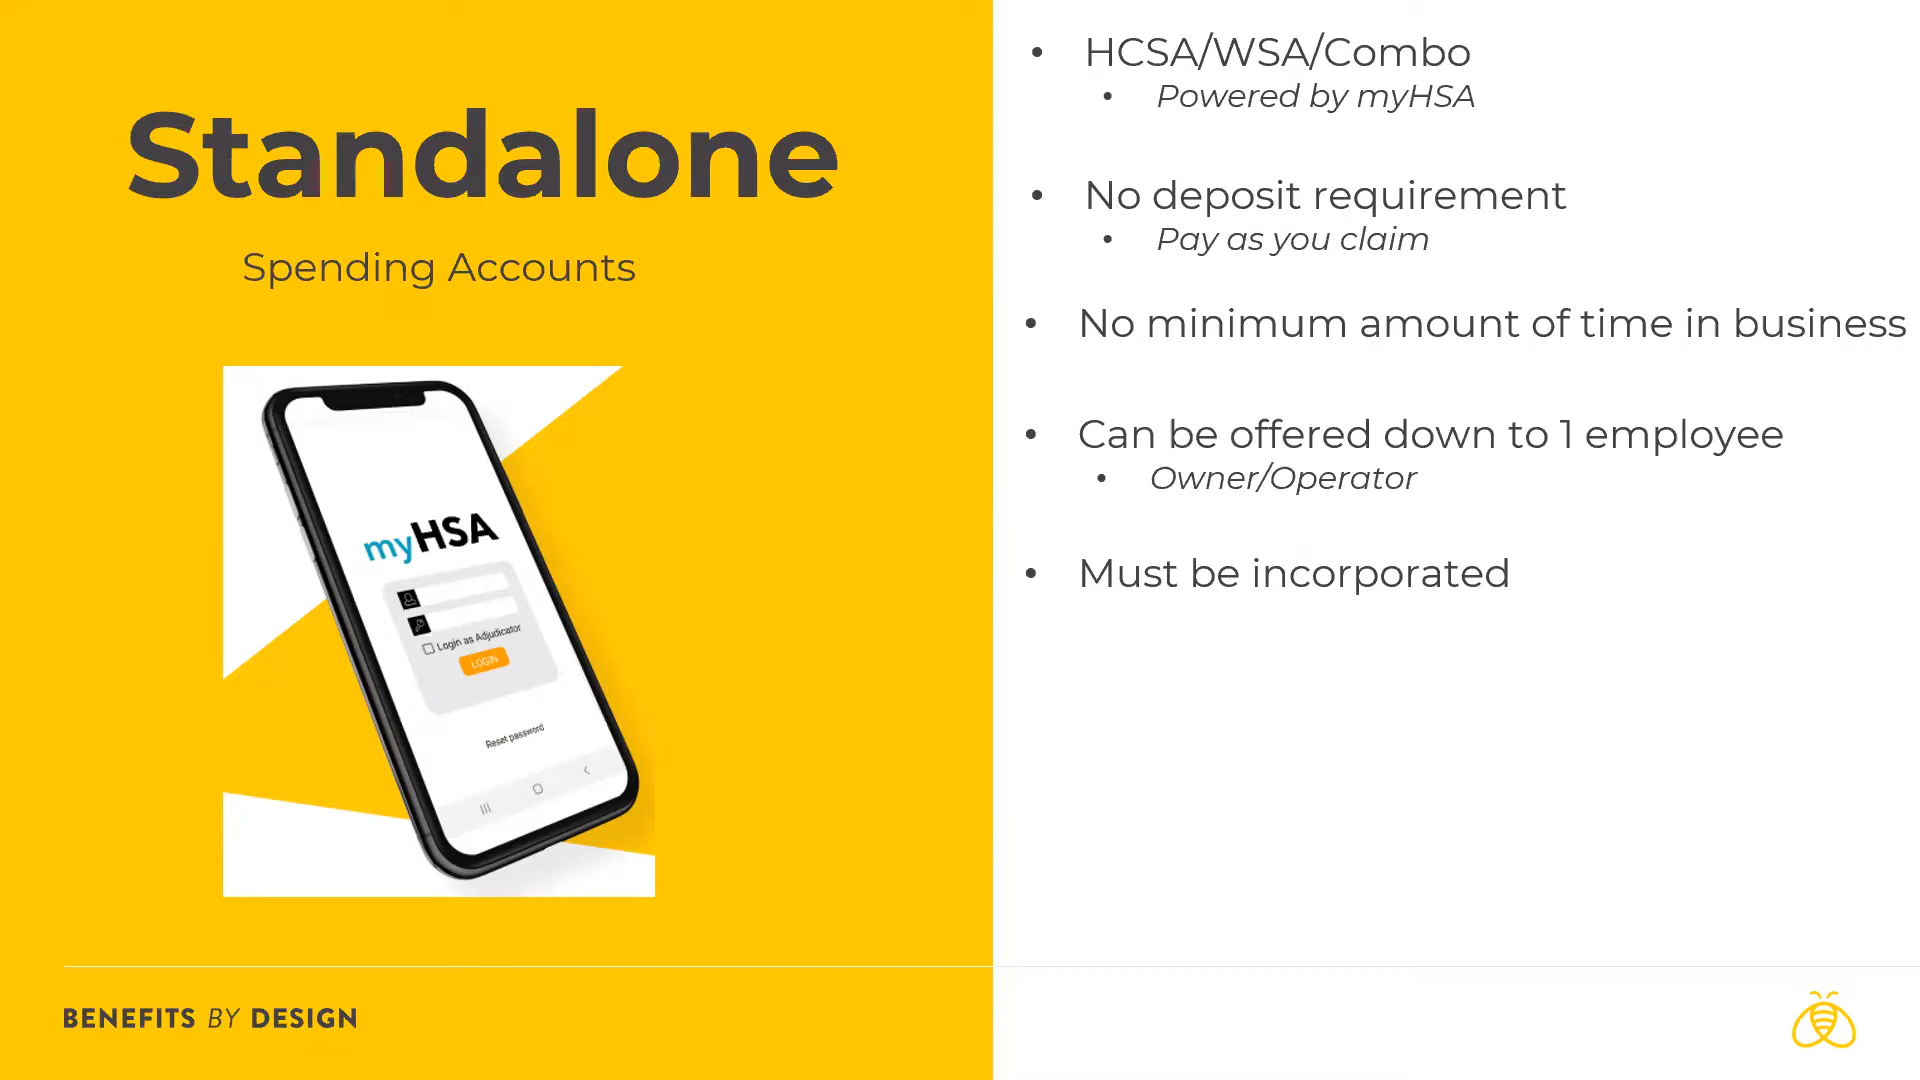 Standalone
Spending Accounts
myHSA
Login as Adjudicator
LOGIN
Reset password
BENEFITS BY DESIGN
• HCSA/WSA/Combo
• Powered by myHSA
• No deposit requirement
• Pay as you claim
• No minimum amount of time in business
• Can be offered down to 1 employee
• Owner/Operator
• Must be incorporated